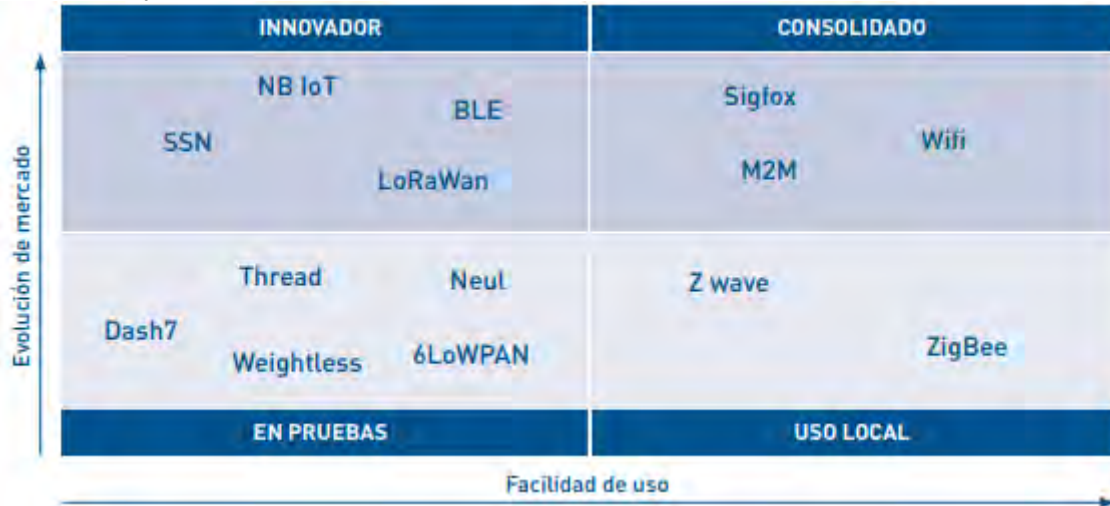 INNOVADOR
CONSOLIDADO
NB IoT
BLE
SSN
LoRaWan
Sigfox
Wifi
M2M
Evolución de mercado
Thread
Neul
Dash7
Weightless
6LoWPAN
Z wave
ZigBee
EN PRUEBAS
USO LOCAL
Facilidad de uso